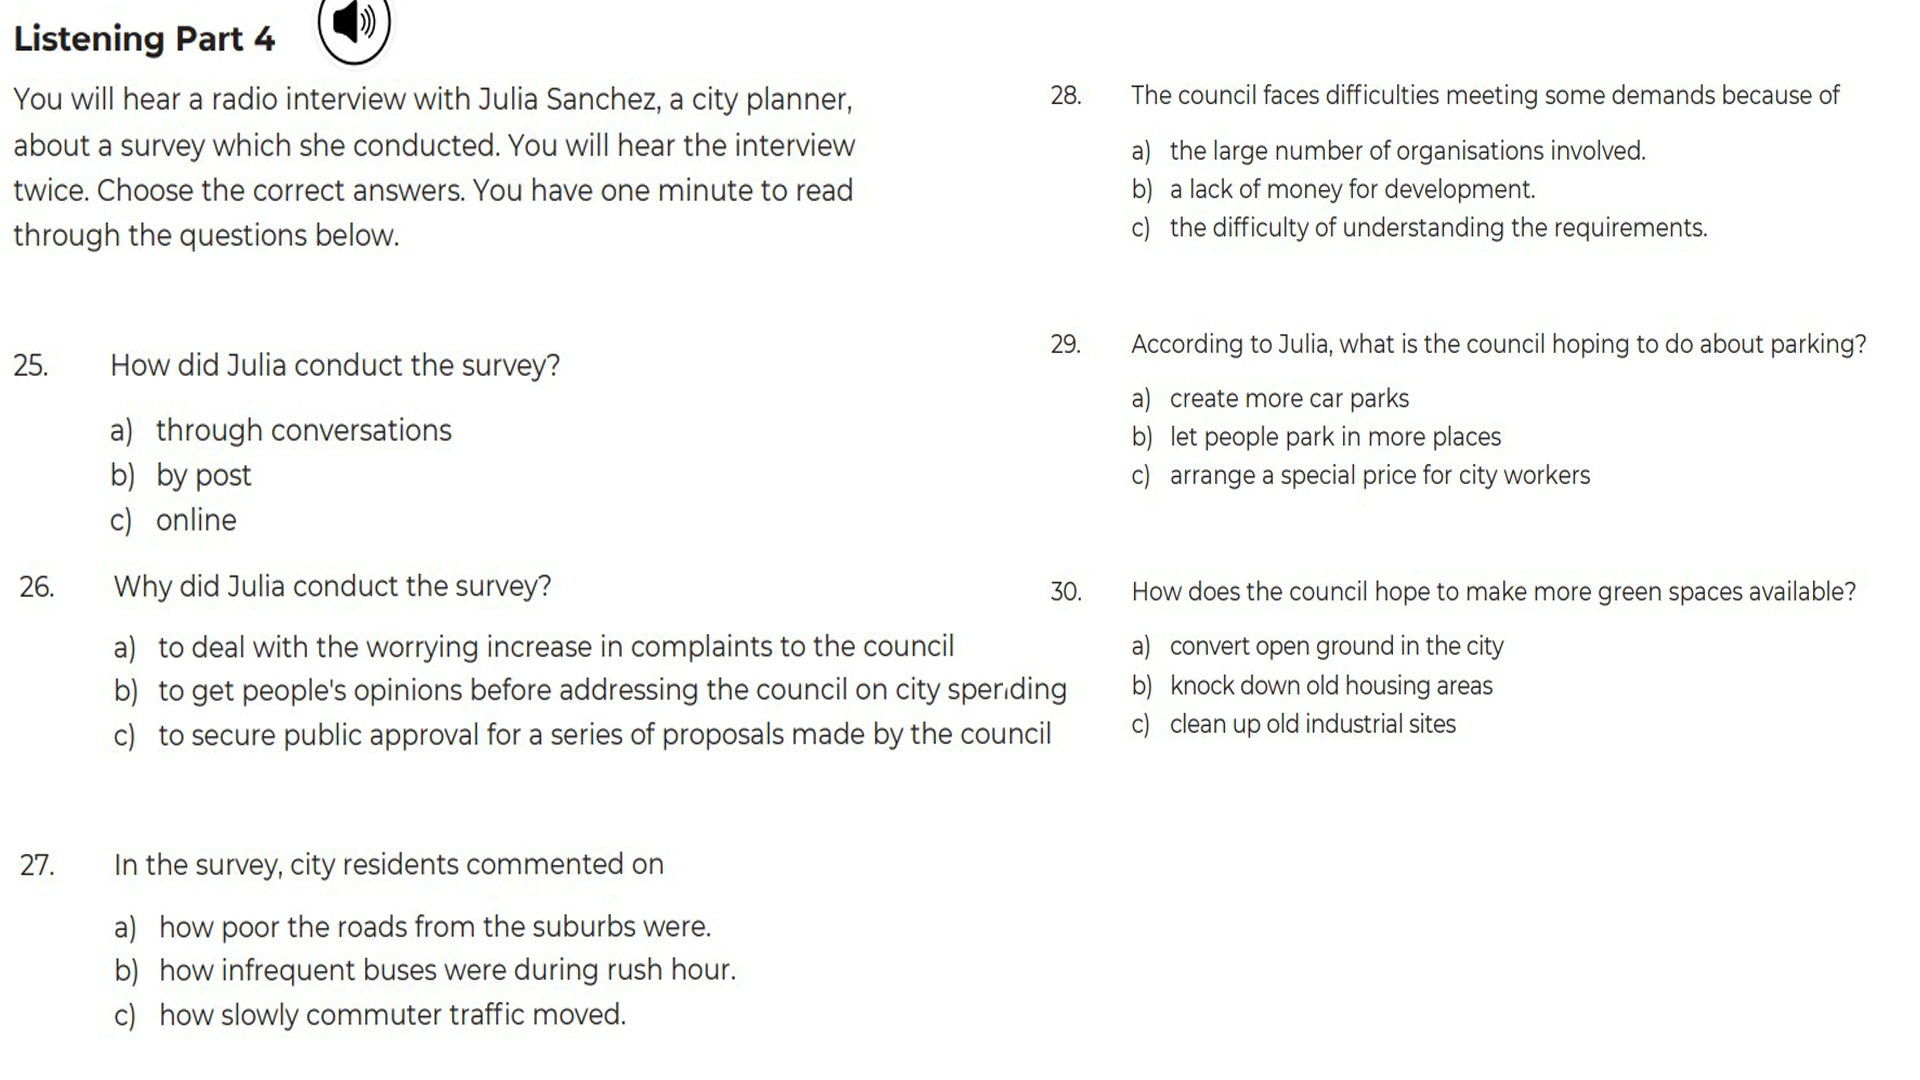 Listening Part 4
You will hear a radio interview with Julia Sanchez, a city planner,
about a survey which she conducted. You will hear the interview
twice. Choose the correct answers. You have one minute to read
through the questions below.
25. How did Julia conduct the survey?
a) through conversations
b) by post
c) online
26. Why did Julia conduct the survey?
a) to deal with the worrying increase in complaints to the council
b) to get people's opinions before addressing the council on city spending
c) to secure public approval for a series of proposals made by the council
27. In the survey, city residents commented on
a) how poor the roads from the suburbs were.
b) how infrequent buses were during rush hour.
c) how slowly commuter traffic moved.
28. The council faces difficulties meeting some demands because of
a) the large number of organisations involved.
b) a lack of money for development.
c) the difficulty of understanding the requirements.
29. According to Julia, what is the council hoping to do about parking?
a) create more car parks
b) let people park in more places
c) arrange a special price for city workers
30. How does the council hope to make more green spaces available?
a) convert open ground in the city
b) knock down old housing areas
c) clean up old industrial sites